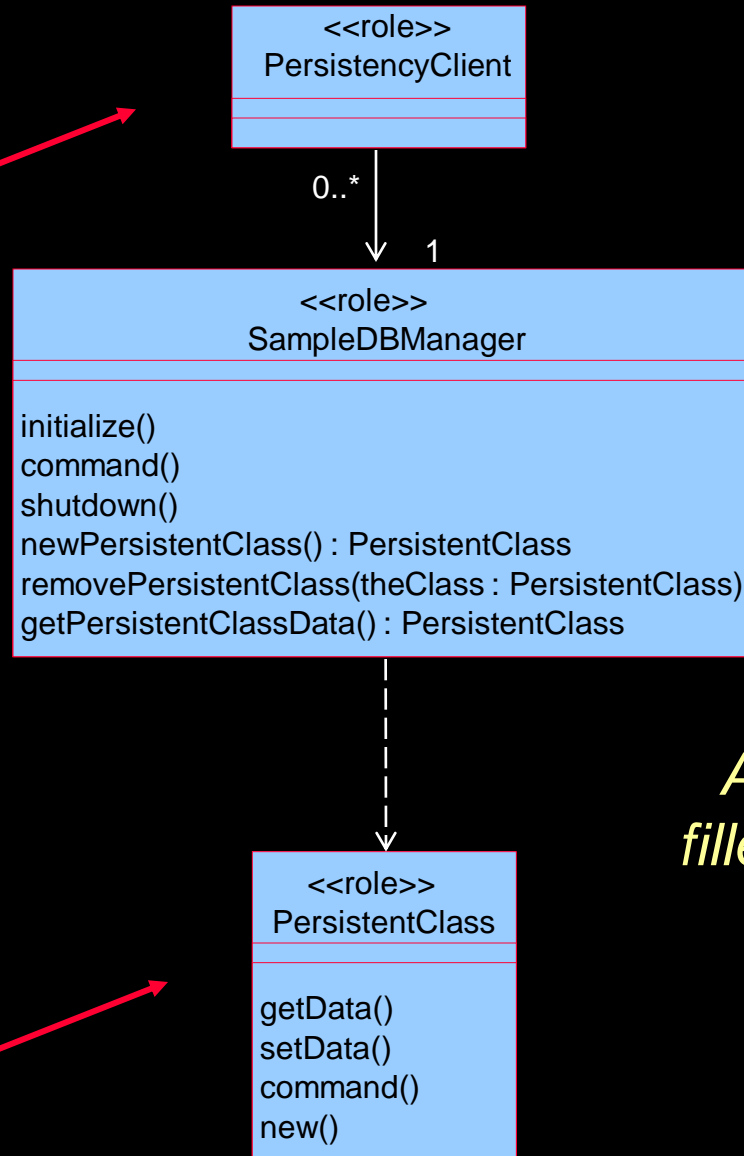 <<role>>
PersistencyClient
0..*
1
<<role>>
SampleDBManager
initialize()
command()
shutdown()
newPersistentClass() : PersistentClass
removePersistentClass(theClass : PersistentClass)
getPersistentClassData() : PersistentClass
A
fille
<<role>>
PersistentClass
getData()
setData()
command()
new()